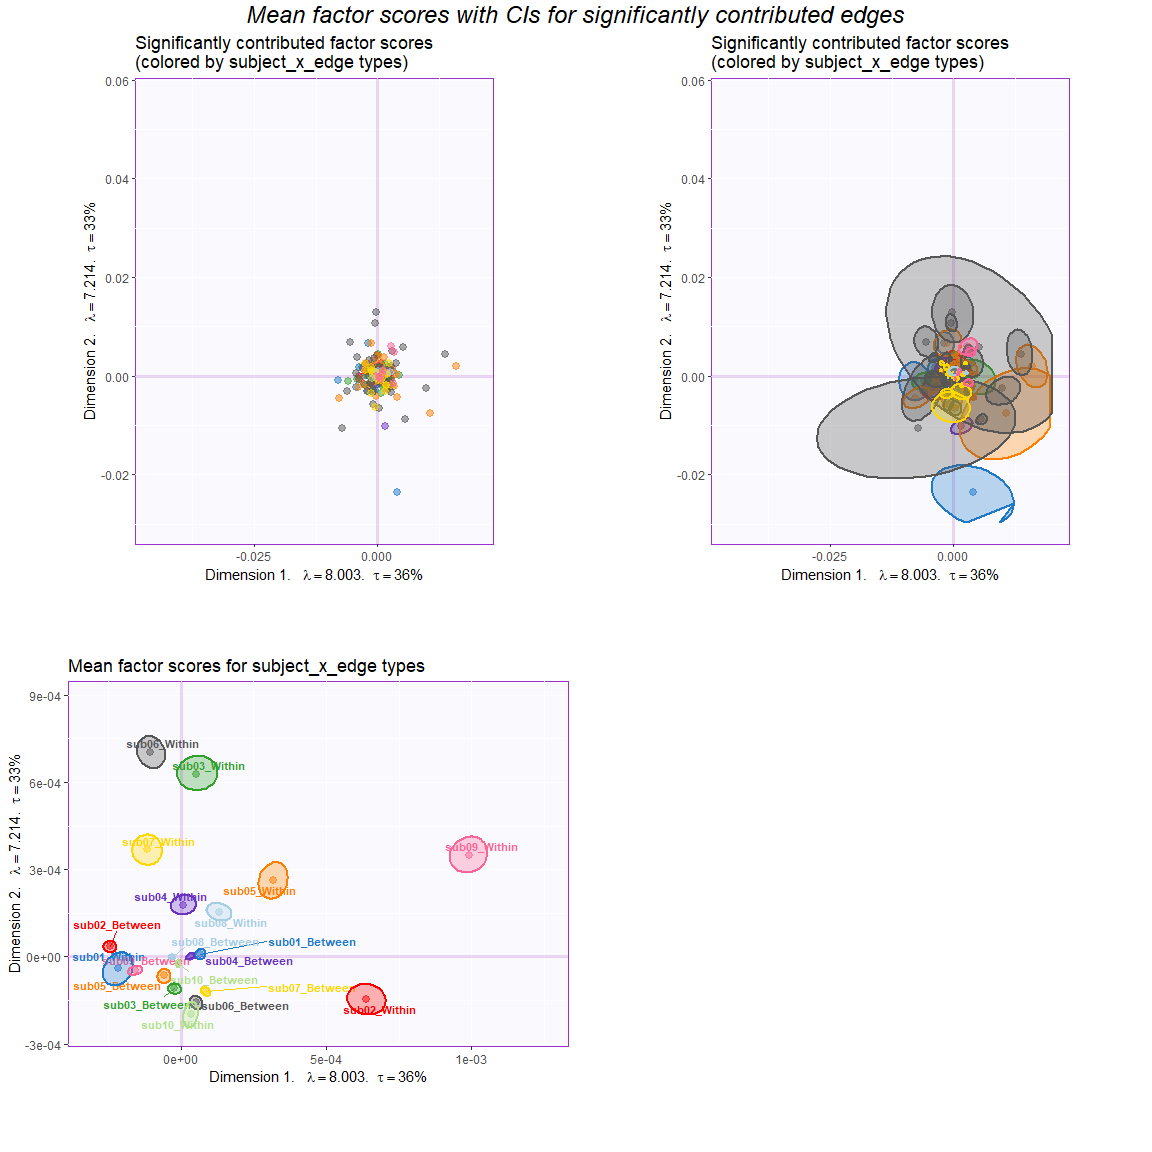 Mean factor scores with CIs for significantly contributed edges
Significantly contributed factor scores
(colored by subject_x_edge types)
0.06
0.04
0.02
0.00
-0.02
-0.025
0.000
Dimension 2.   λ = 7.214.  τ = 33%
Dimension 1.   λ = 8.003.  τ = 36%
Significantly contributed factor scores
(colored by subject_x_edge types)
0.06
0.04
0.02
0.00
-0.02
-0.025
0.000
Dimension 2.   λ = 7.214.  τ = 33%
Dimension 1.   λ = 8.003.  τ = 36%
Mean factor scores for subject_x_edge types
9e-04
6e-04
3e-04
0e+00
-3e-04
Dimension 2.   λ = 7.214.  τ = 33%
sub06_Within
sub03_Within
sub07_Within
sub09_Within
sub05_Within
sub04_Within
sub08_Within
sub02_Between
sub08_Between
sub01_Between
sub01_Within
sub04_Between
sub09_Between
sub10_Between
sub05_Between
sub07_Between
sub03_Between
sub06_Between
sub02_Within
sub10_Within
0e+00
5e-04
1e-03
Dimension 1.   λ = 8.003.  τ = 36%